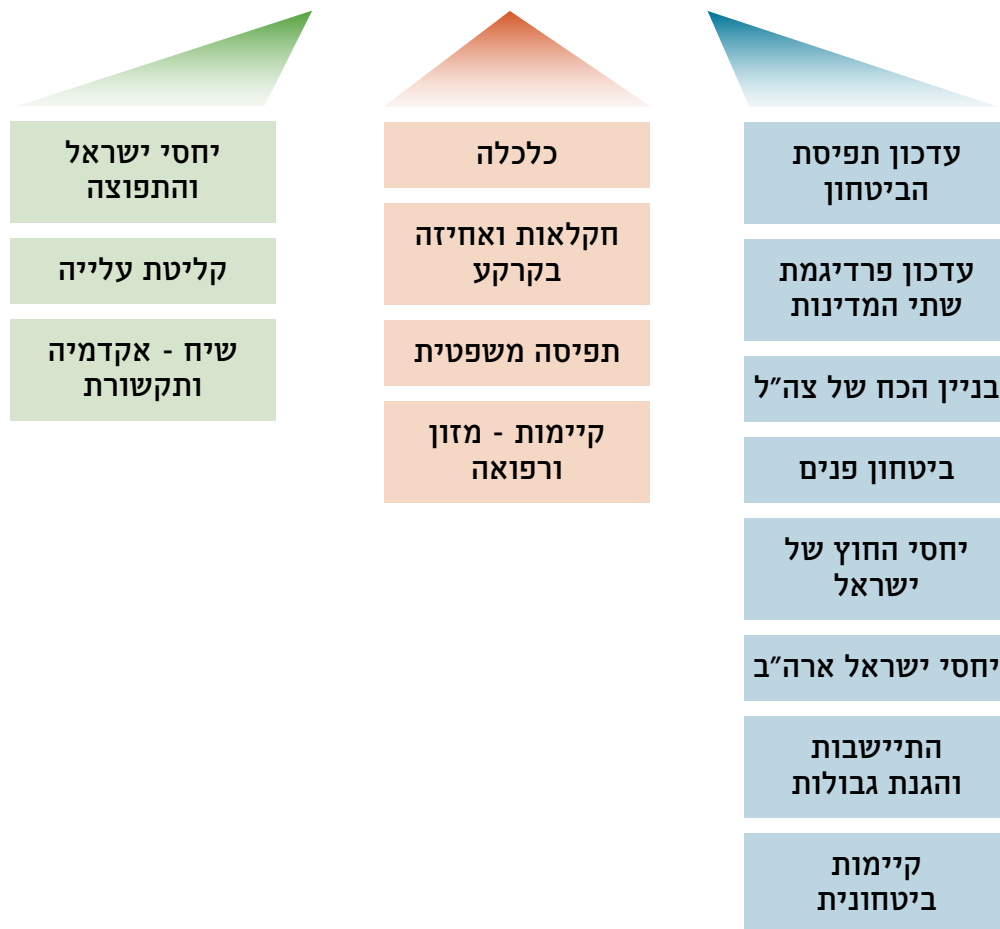 עדכון תפיסת
הביטחון
עדכון פרדיגמת
שתי המדינות
בניין הכח של צה״ל
ביטחון פנים
יחסי החוץ של
ישראל
יחסי ישראל ארה״ב
התיישבות
והגנת גבולות
קיימות
ביטחונית
כלכלה
חקלאות ואחיזה
בקרקע
תפיסה משפטית
קיימות - מזון
ורפואה
יחסי ישראל
והתפוצה
קליטת עלייה
שיח - אקדמיה
ותקשורת